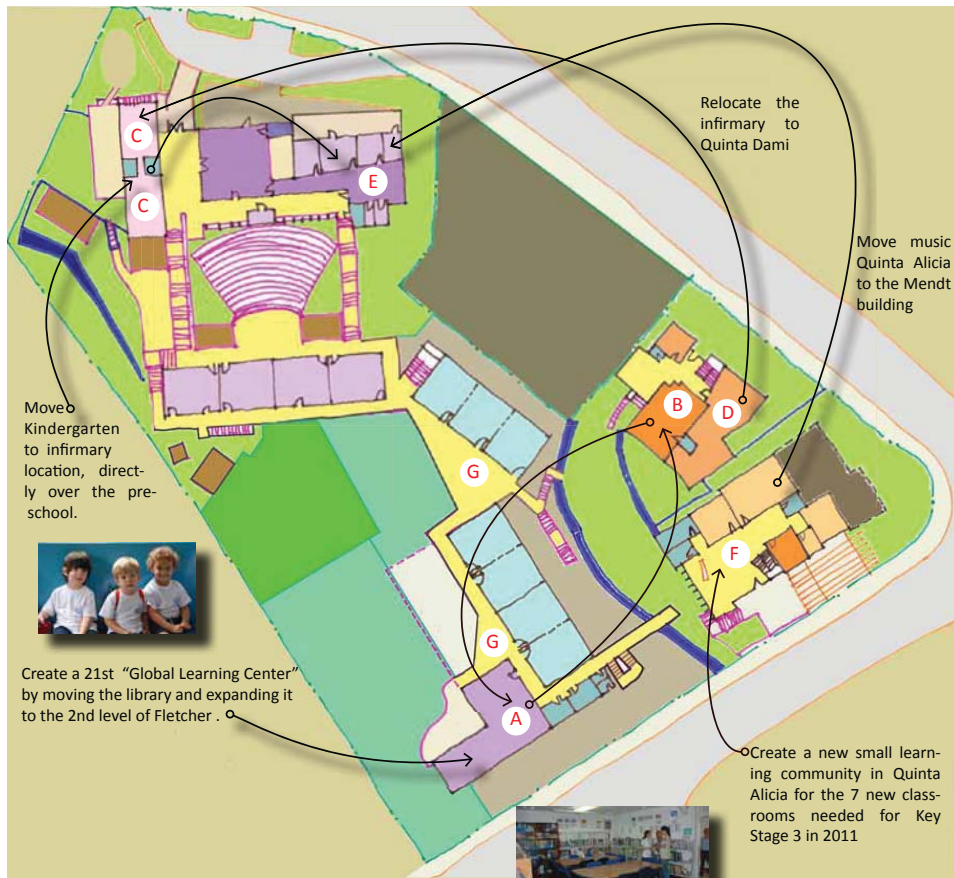 C
C
E
Relocate the
infirmary to
Quinta Dami
Move music
Quinta Alicia
to the Mendt
building
B
D
G
F
G
A
Move
Kindergarten
to infirmary
location, direct-
ly over the pre-
school.
Create a 21st “Global Learning Center”
by moving the library and expanding it
to the 2nd level of Fletcher .
Create a new small learn-
ing community in Quinta
Alicia for the 7 new class-
rooms needed for Key
Stage 3 in 2011